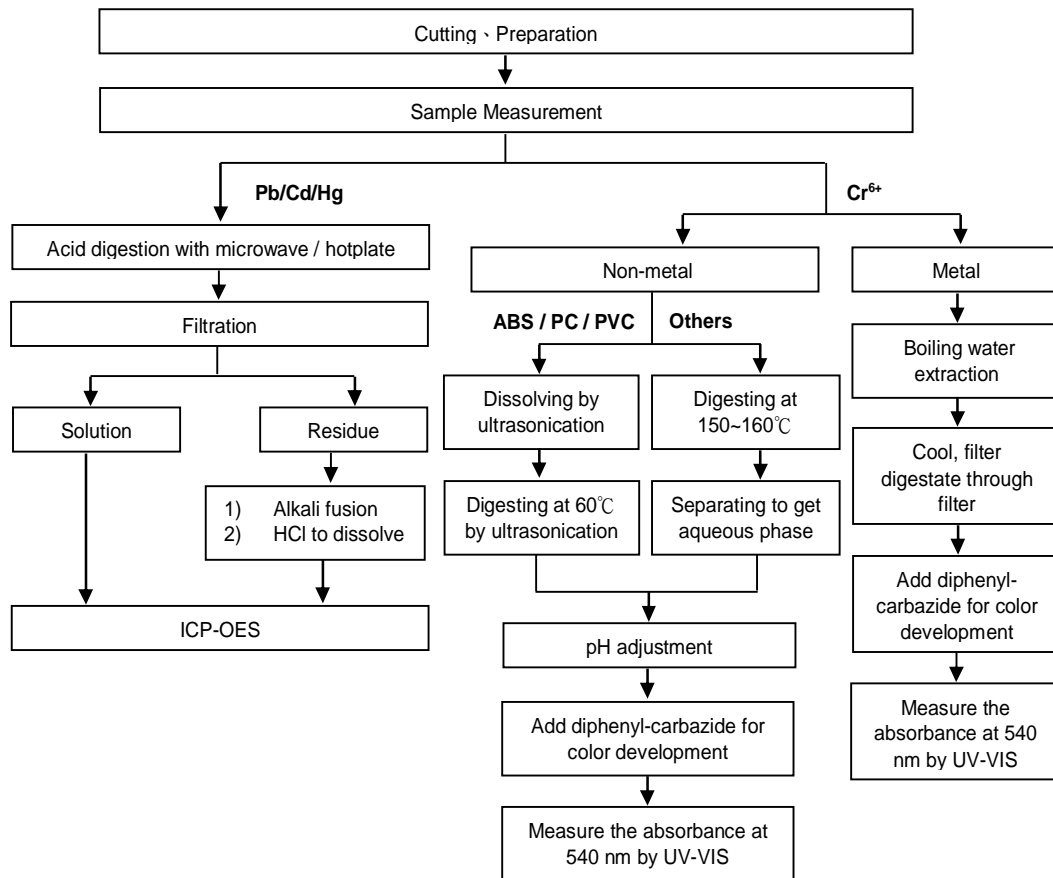 Cutting、Preparation
Sample Measurement
Pb/Cd/Hg
Acid digestion with microwave / hotplate
Filtration
Solution
Residue
1) Alkali fusion
2) HCl to dissolve
ICP-OES
Cr⁶⁺
Non-metal
ABS / PC / PVC
Others
Dissolving by
ultrasonication
Digesting at 60℃
by ultrasonication
Digesting at
150~160℃
Separating to get
aqueous phase
pH adjustment
Add diphenyl-carbazide for
color development
Measure the absorbance at
540 nm by UV-VIS
Metal
Boiling water
extraction
Cool, filter
digestate through
filter
Add diphenyl-
carbazide for color
development
Measure the
absorbance at 540
nm by UV-VIS